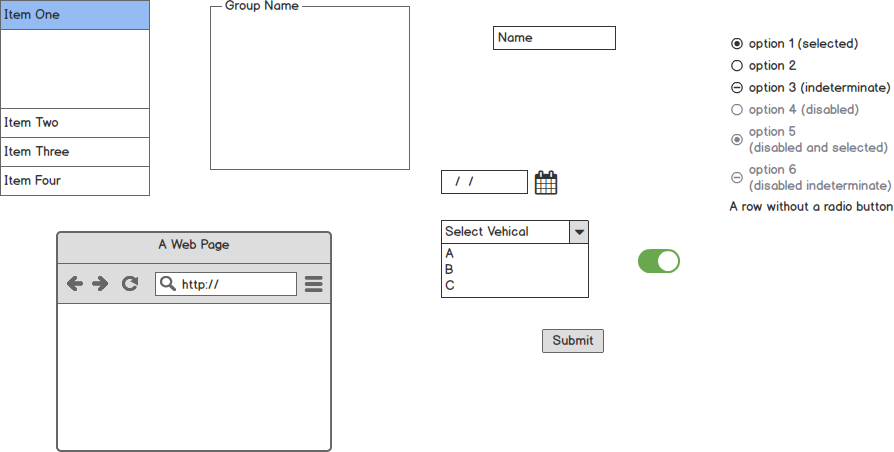 Item One
Item Two
Item Three
Item Four
Group Name
Name
option 1 (selected)
option 2
option 3 (indeterminate)
option 4 (disabled)
option 5
(disabled and selected)
option 6
(disabled indeterminate)
A row without a radio button
/ /
Select Vehical
A
B
C
Submit
A Web Page
http://